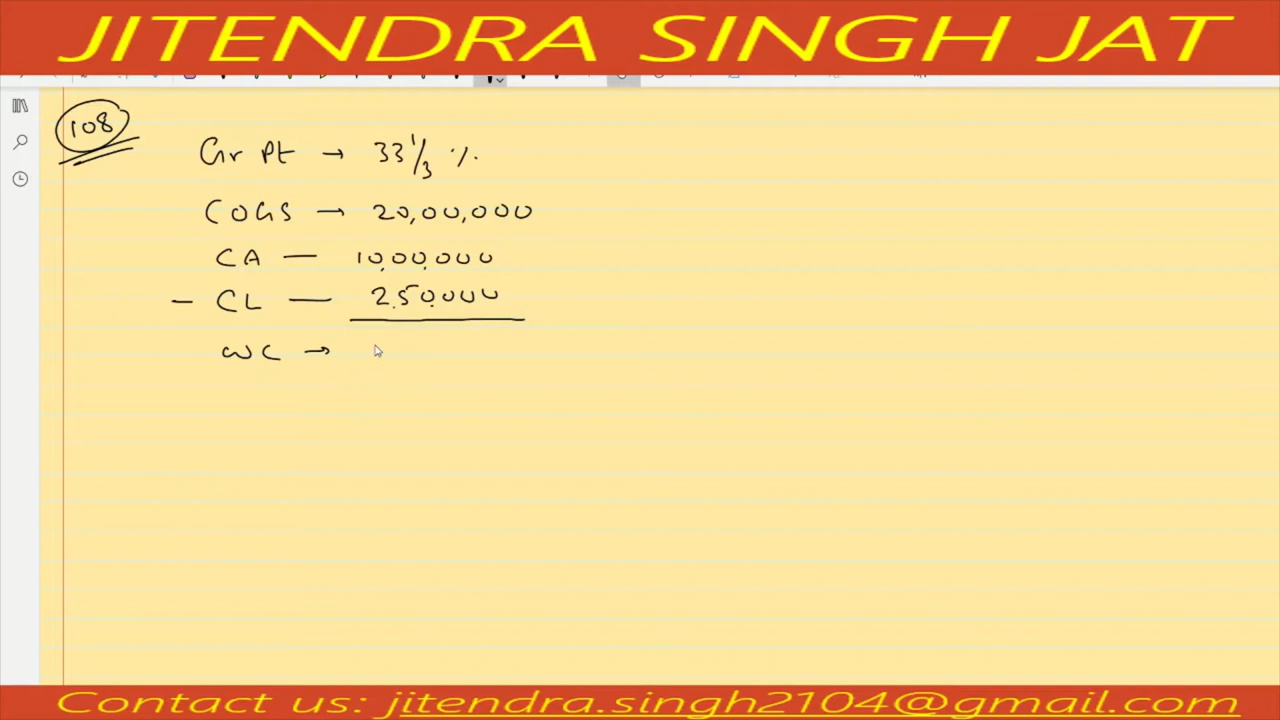 JITENDRA SINGH JAT
108
Gr Pt → 33 1/3 %.
COGS → 20,00,000
CA — 10,00,000
- CL — 2,50,000
WC →
Contact us: jitendra.singh2104@gmail.com